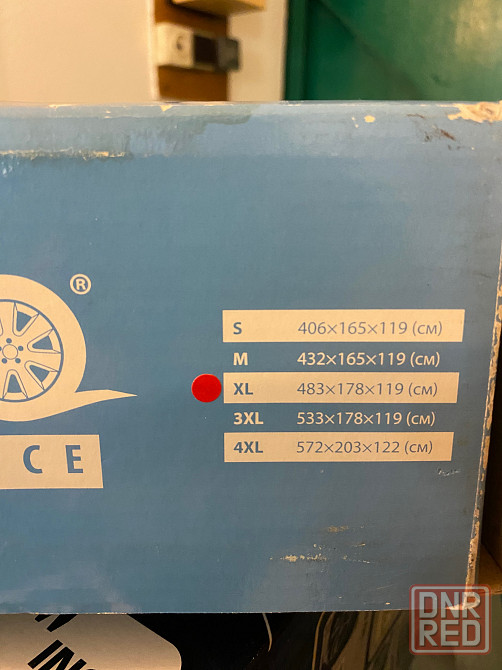 ®
S 406×165×119 (см)
M 432×165×119 (см)
XL 483×178×119 (см)
3XL 533×178×119 (см)
4XL 572×203×122 (см)
CE
DNR
RED